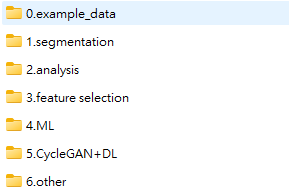 0.example_data
1.segmentation
2.analysis
3.feature selection
4.ML
5.CycleGAN+DL
6.other